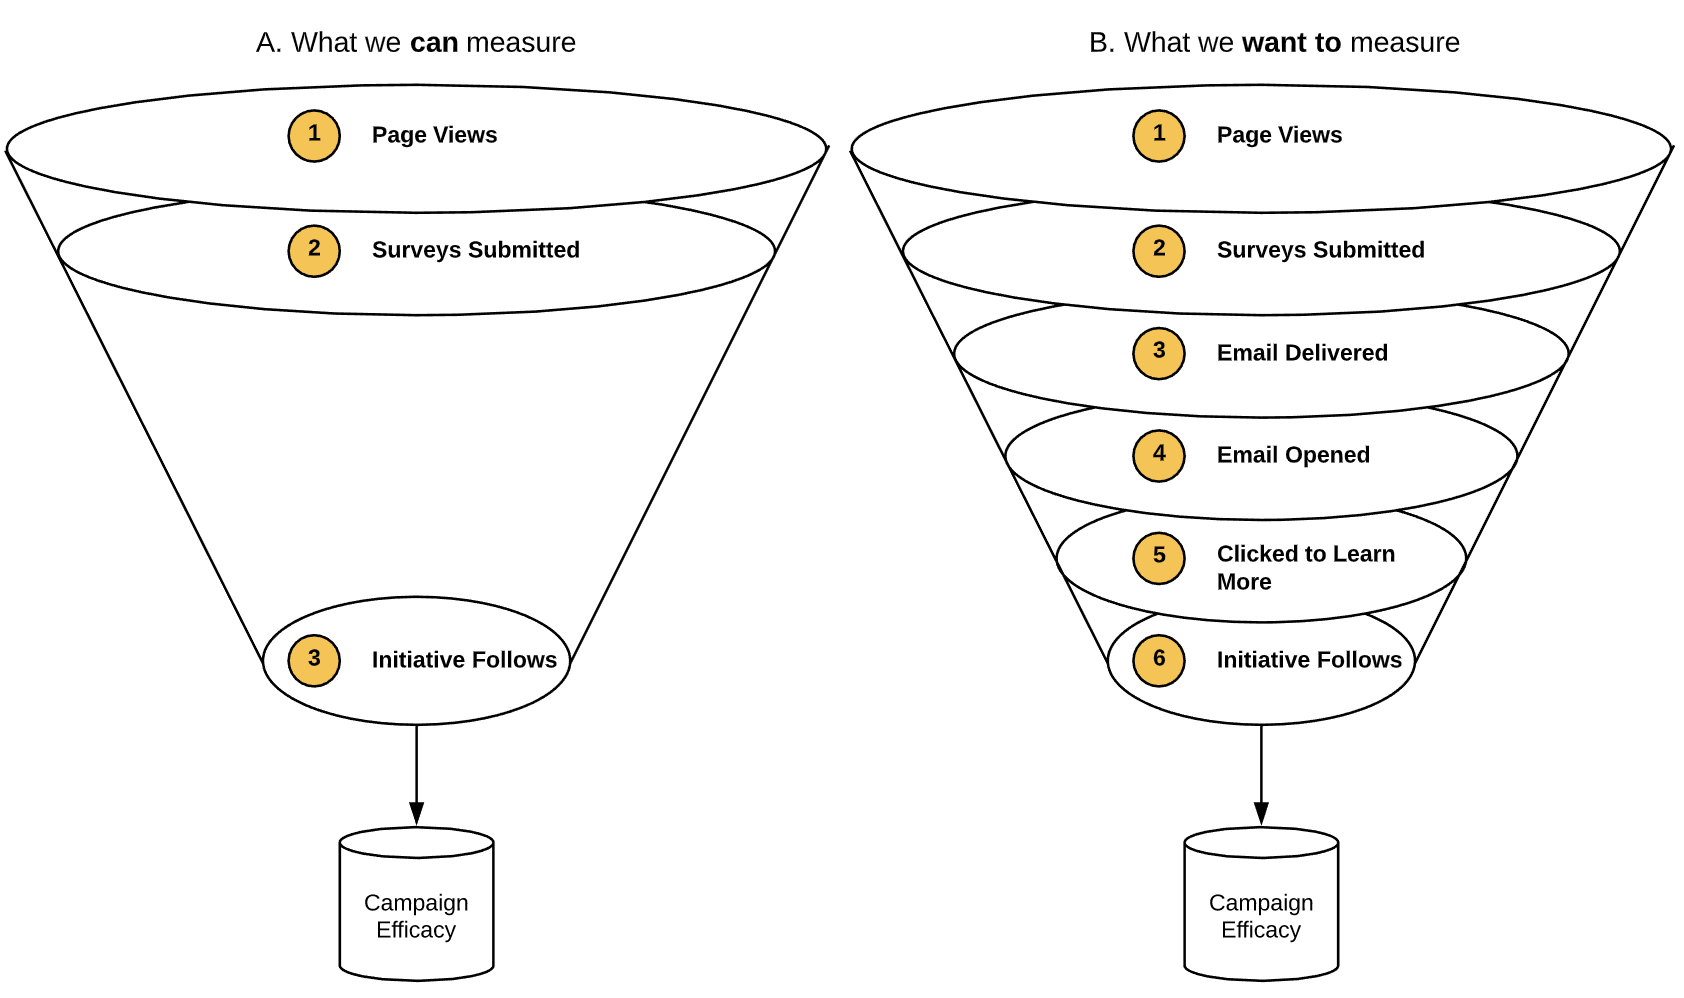 A. What we can measure
1 Page Views
2 Surveys Submitted
3 Initiative Follows
Campaign
Efficacy
B. What we want to measure
1 Page Views
2 Surveys Submitted
3 Email Delivered
4 Email Opened
5 Clicked to Learn
More
6 Initiative Follows
Campaign
Efficacy